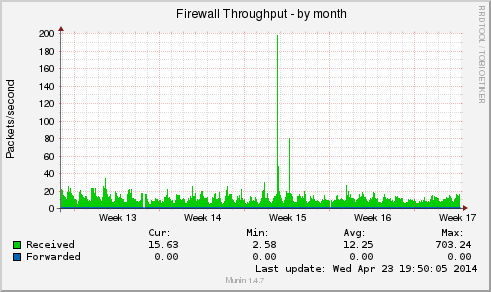 Firewall Throughput - by month
RRDTOOL / TOBI OETIKER
Packets/second
200
180
160
140
120
100
80
60
40
20
0
Week 13 Week 14 Week 15 Week 16 Week 17
Cur: Min: Avg: Max:
Received 15.63 2.58 12.25 703.24
Forwarded 0.00 0.00 0.00 0.00
Last update: Wed Apr 23 19:50:05 2014
Munin 1.4.7